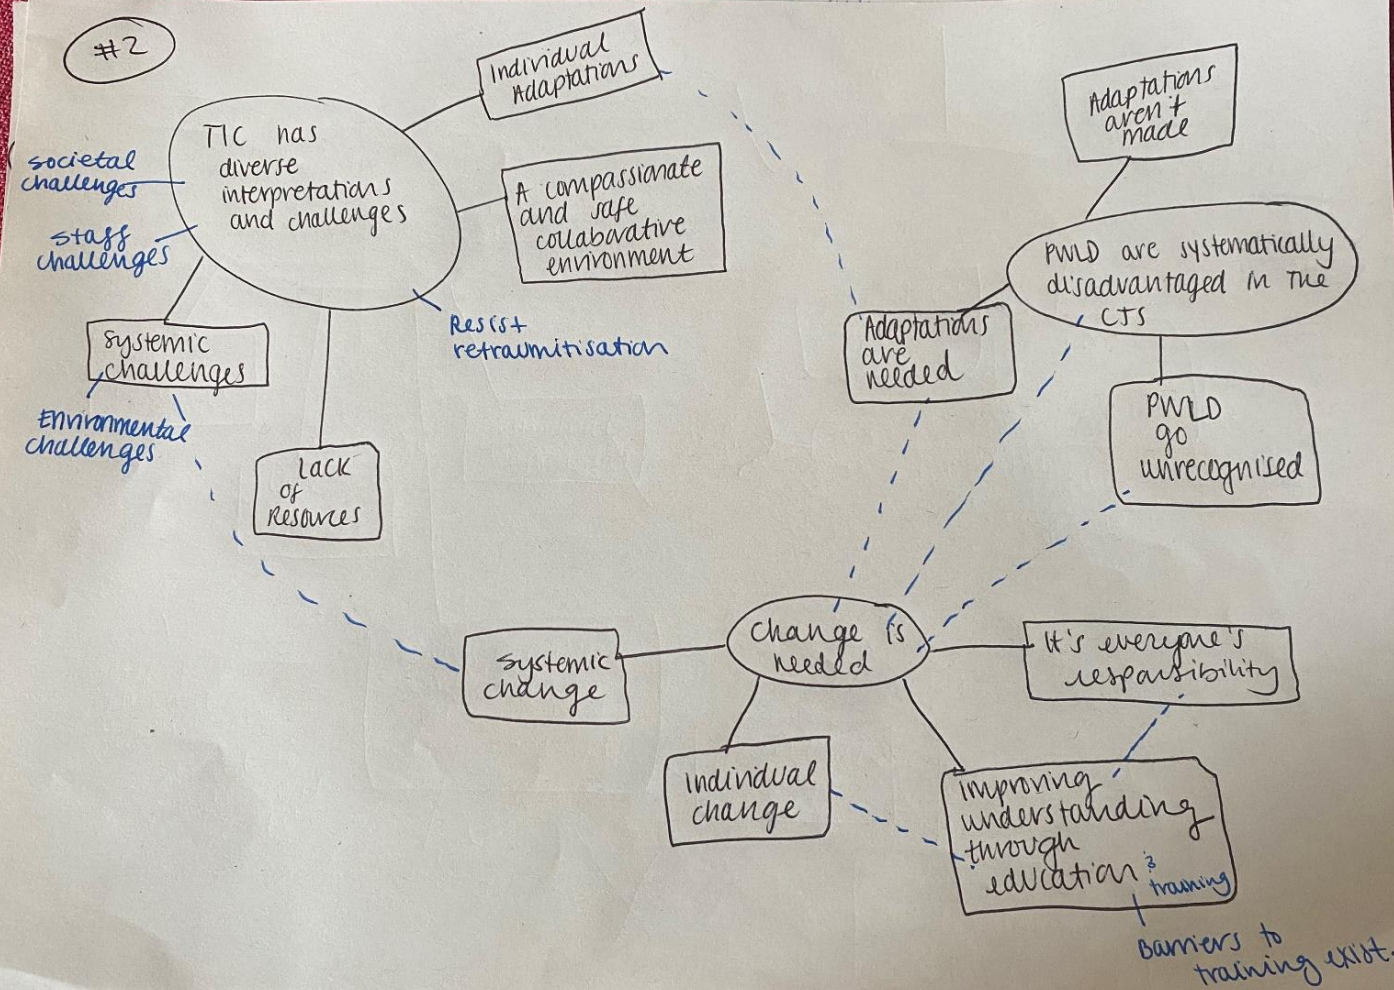 #2
Individual
Adaptations
TIC has
diverse
interpretations
and challenges
societal
challenges
staff
challenges
A compassionate
and safe
collaborative
environment
Resist
retraumitisation
Systemic
challenges
Environmental
challenges
Lack
of
Resources
Adaptations
aren't
made
PWLD are systematically
disadvantaged in the
CJS
Adaptations
are
needed
PWLD
go
unrecognised
Change is
needed
Systemic
change
It's everyone's
responsibility
Individual
change
improving
understanding
through
education &
training
Barriers to
training exist.